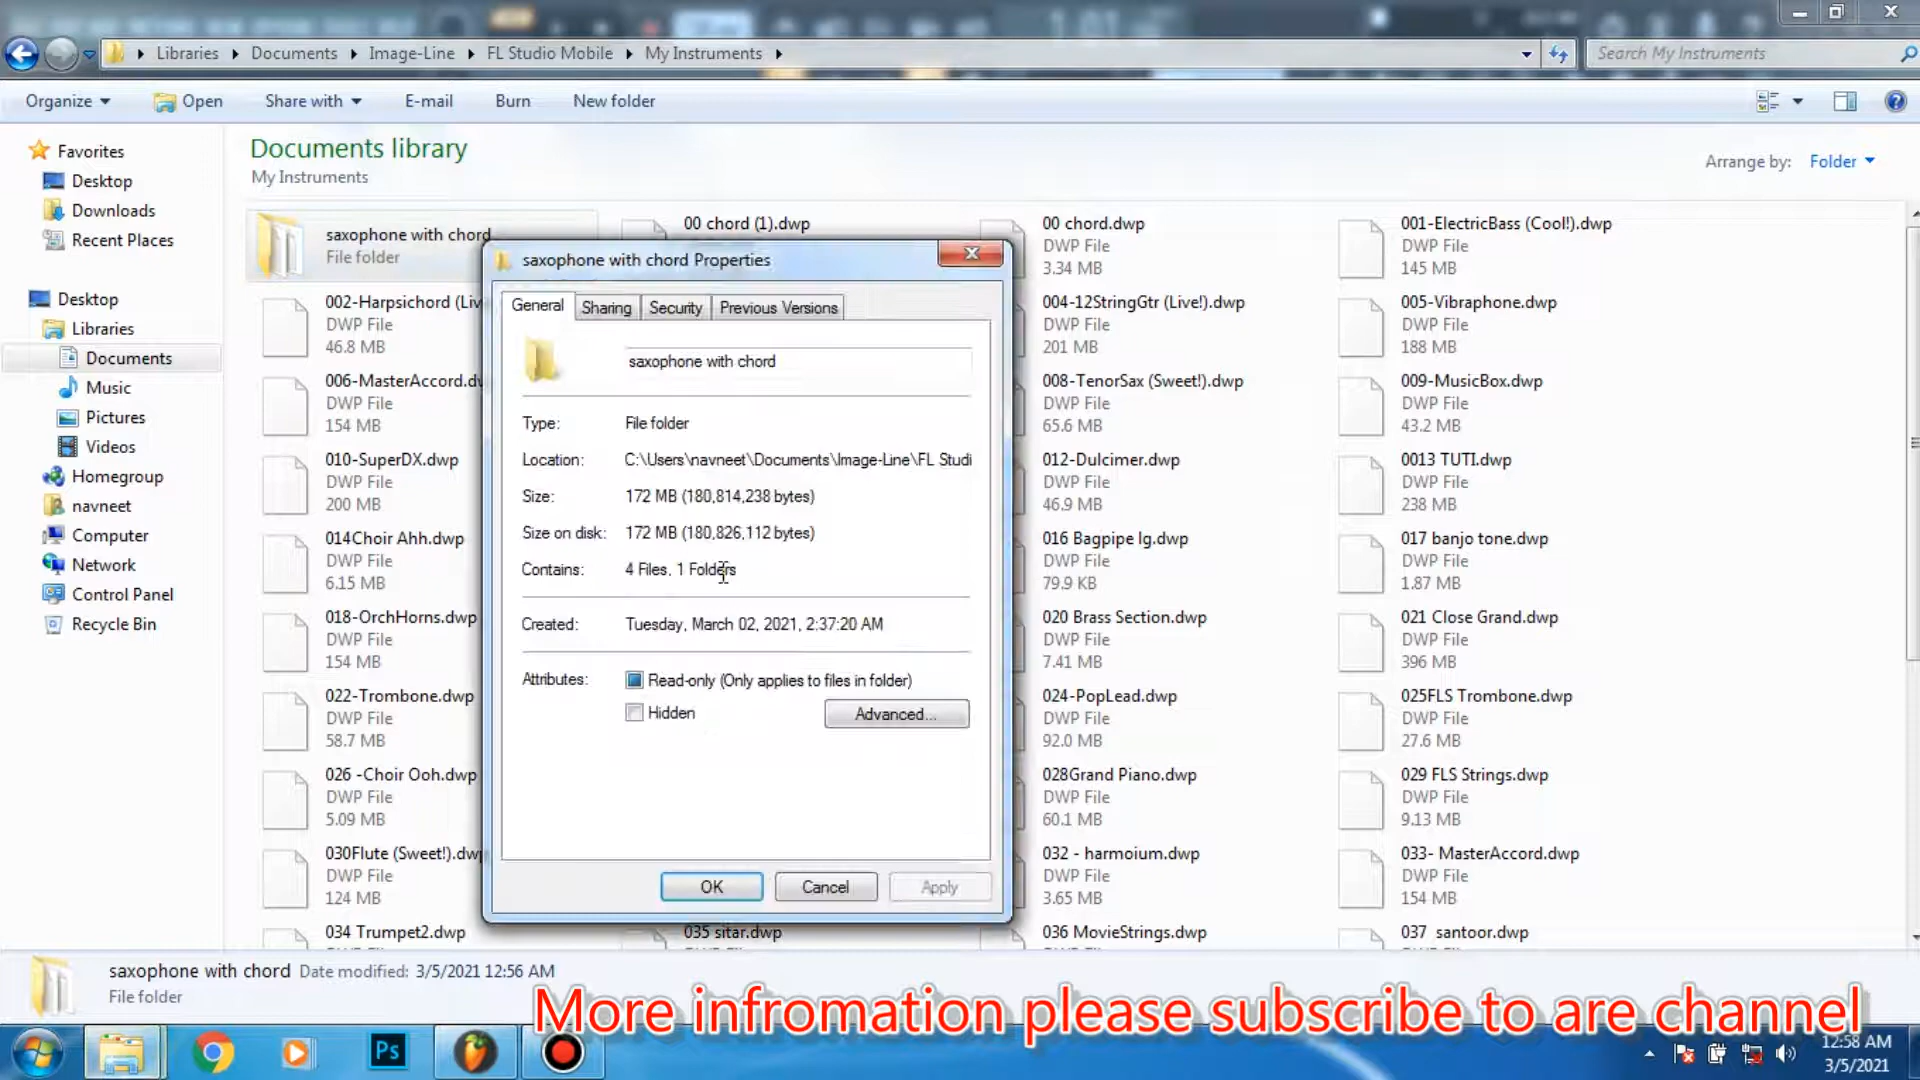 Libraries
Documents
Image-Line
FL Studio Mobile
My Instruments
Search My Instruments
Organize
Open
Share with
E-mail
Burn
New folder
Favorites
Desktop
Downloads
Recent Places
Desktop
Libraries
Documents
Music
Pictures
Videos
Homegroup
navneet
Computer
Network
Control Panel
Recycle Bin
Documents library
My Instruments
Arrange by: Folder
saxophone with chord
File folder
00 chord (1).dwp
00 chord.dwp
DWP File
3.34 MB
001-ElectricBass (Cool!).dwp
DWP File
145 MB
002-Harpsichord (Liv
DWP File
46.8 MB
004-12StringGtr (Live!).dwp
DWP File
201 MB
005-Vibraphone.dwp
DWP File
188 MB
006-MasterAccord.dw
DWP File
154 MB
008-TenorSax (Sweet!).dwp
DWP File
65.6 MB
009-MusicBox.dwp
DWP File
43.2 MB
010-SuperDX.dwp
DWP File
200 MB
012-Dulcimer.dwp
DWP File
46.9 MB
0013 TUTI.dwp
DWP File
238 MB
014Choir Ahh.dwp
DWP File
6.15 MB
016 Bagpipe lg.dwp
DWP File
79.9 KB
017 banjo tone.dwp
DWP File
1.87 MB
018-OrchHorns.dwp
DWP File
154 MB
020 Brass Section.dwp
DWP File
7.41 MB
021 Close Grand.dwp
DWP File
396 MB
022-Trombone.dwp
DWP File
58.7 MB
024-PopLead.dwp
DWP File
92.0 MB
025FLS Trombone.dwp
DWP File
27.6 MB
026 -Choir Ooh.dwp
DWP File
5.09 MB
028Grand Piano.dwp
DWP File
60.1 MB
029 FLS Strings.dwp
DWP File
9.13 MB
030Flute (Sweet!).dwp
DWP File
124 MB
032 - harmoium.dwp
DWP File
3.65 MB
033- MasterAccord.dwp
DWP File
154 MB
034 Trumpet2.dwp
035 sitar.dwp
036 MovieStrings.dwp
037 santoor.dwp
saxophone with chord Properties
General
Sharing
Security
Previous Versions
saxophone with chord
Type: File folder
Location: C:\Users\navneet\Documents\Image-Line\FL Studi
Size: 172 MB (180,814,238 bytes)
Size on disk: 172 MB (180,826,112 bytes)
Contains: 4 Files, 1 Folders
Created: Tuesday, March 02, 2021, 2:37:20 AM
Attributes: Read-only (Only applies to files in folder)
Hidden
Advanced...
OK
Cancel
Apply
saxophone with chord Date modified: 3/5/2021 12:56 AM
File folder
More infromation please subscribe to are channel
Ps
12:58 AM
3/5/2021